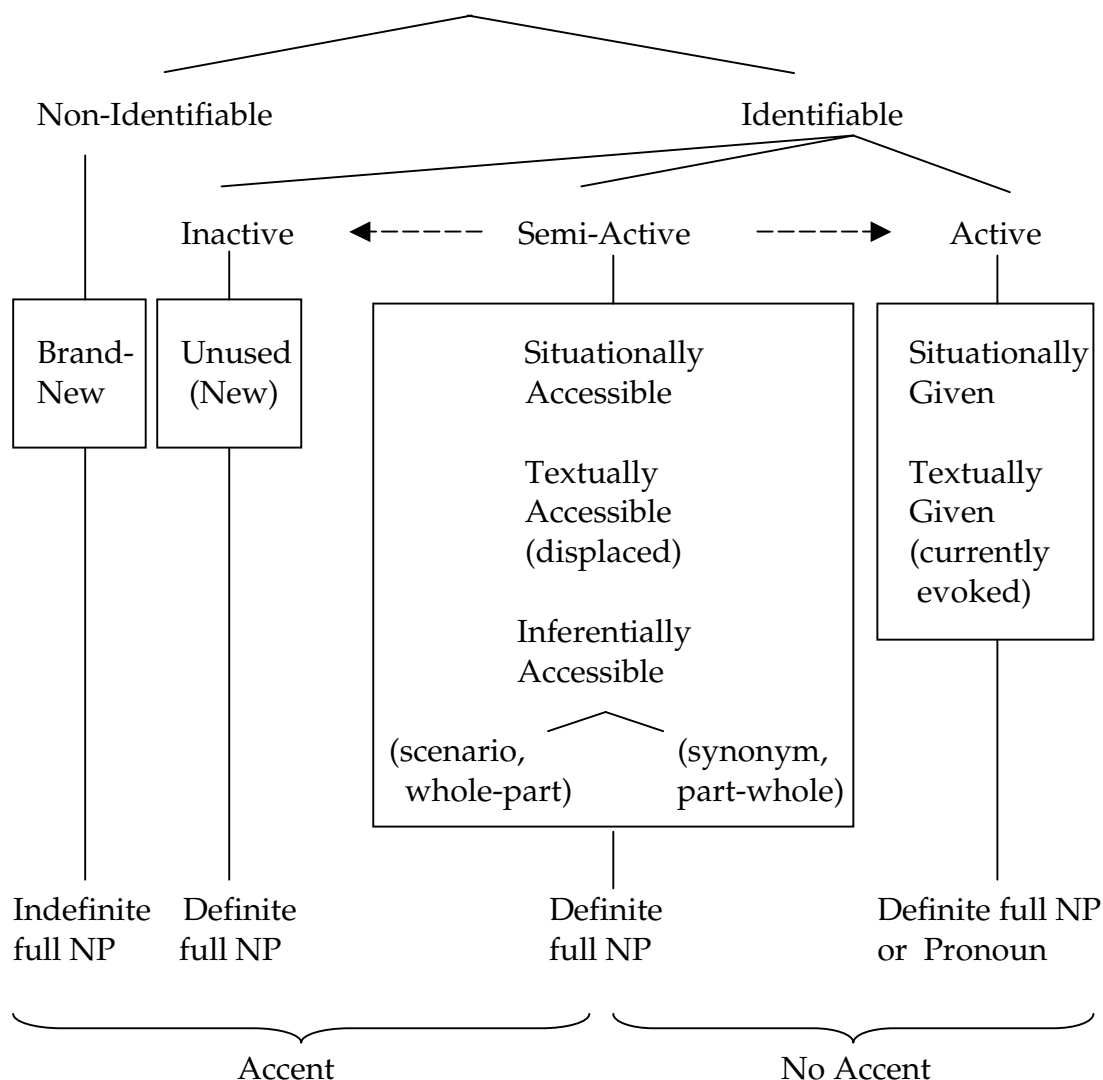 Non-Identifiable
Identifiable
Inactive
Semi-Active
Active
Brand-
New
Unused
(New)
Situationally
Accessible
Textually
Accessible
(displaced)
Inferentially
Accessible
(scenario,
whole-part)
(synonym,
part-whole)
Situationally
Given
Textually
Given
(currently
evoked)
Indefinite
full NP
Definite
full NP
Definite
full NP
Definite full NP
or Pronoun
Accent
No Accent